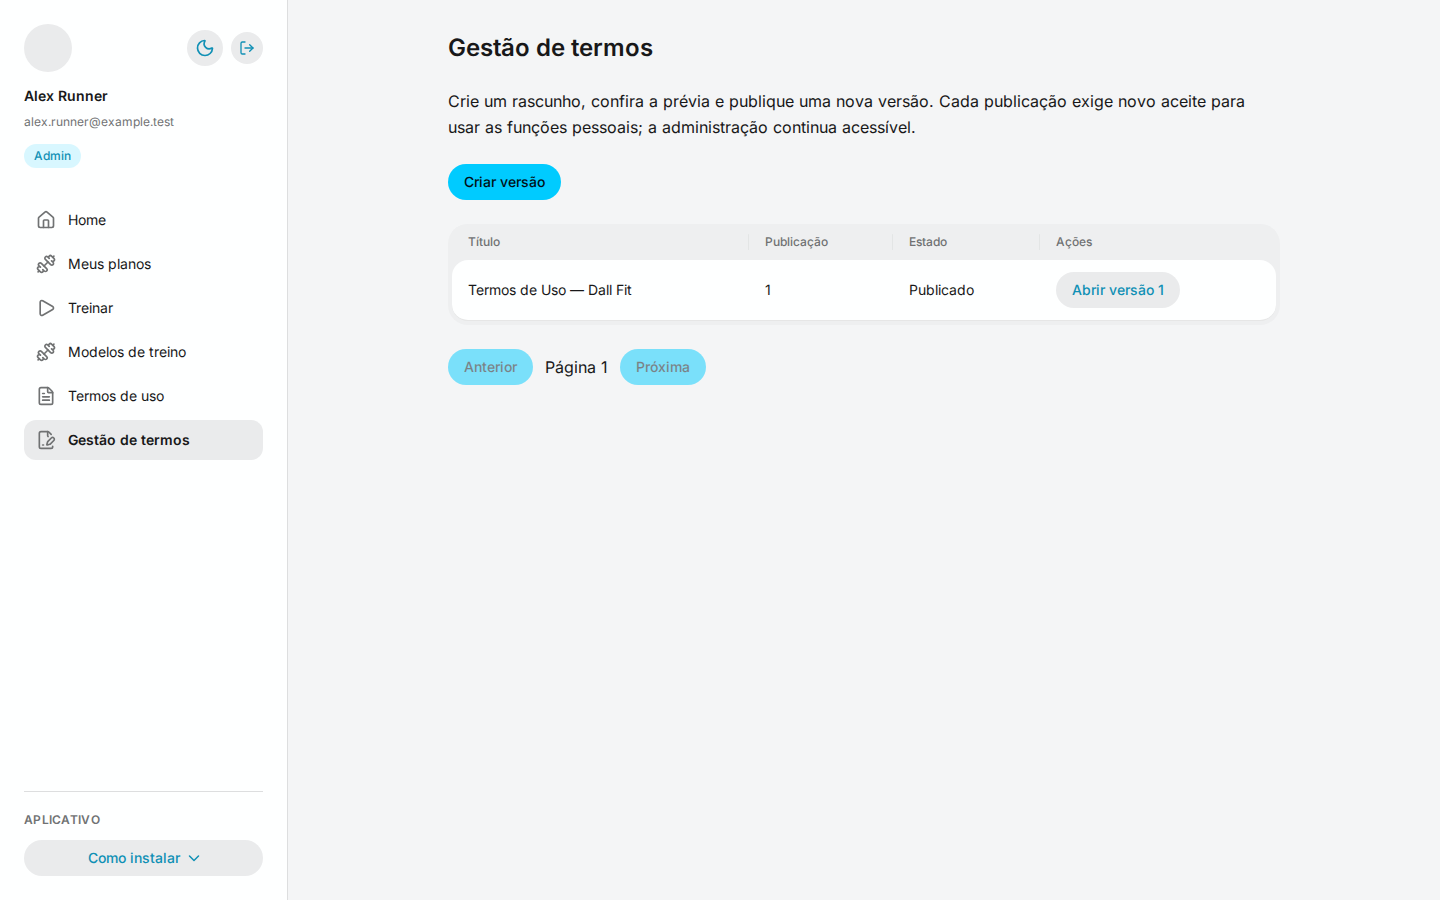 Alex Runner
alex.runner@example.test
Admin
Home
Meus planos
Treinar
Modelos de treino
Termos de uso
Gestão de termos
APLICATIVO
Como instalar
Gestão de termos
Crie um rascunho, confira a prévia e publique uma nova versão. Cada publicação exige novo aceite para
usar as funções pessoais; a administração continua acessível.
Criar versão
Título Publicação Estado Ações
Termos de Uso — Dall Fit 1 Publicado Abrir versão 1
Anterior Página 1 Próxima